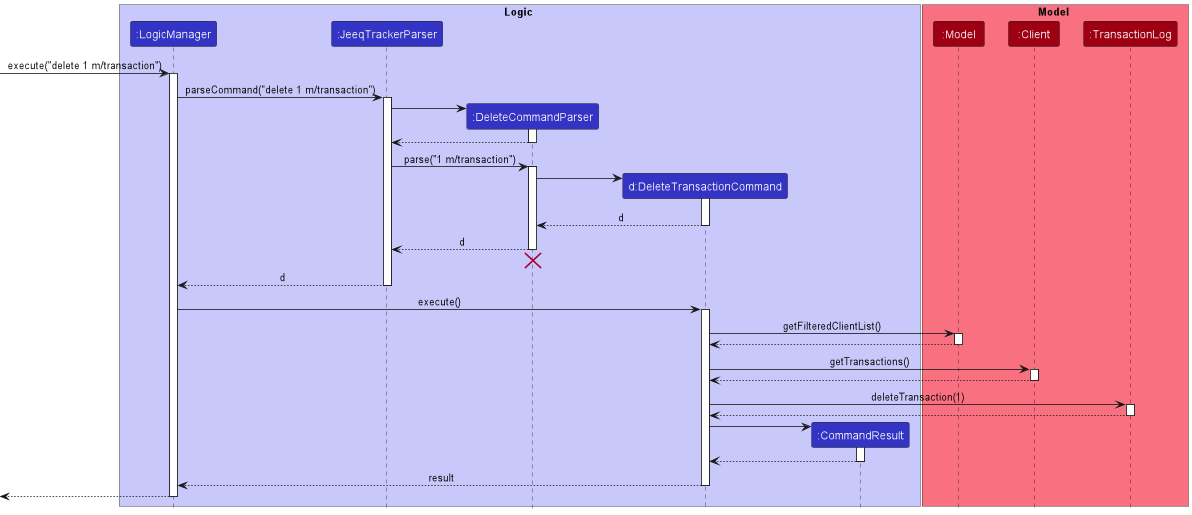 Logic
Model
:LogicManager
:JeeqTrackerParser
:Model
:Client
:TransactionLog
execute("delete 1 m/transaction")
parseCommand("delete 1 m/transaction")
:DeleteCommandParser
parse("1 m/transaction")
d:DeleteTransactionCommand
d
d
d
execute()
getFilteredClientList()
getTransactions()
deleteTransaction(1)
:CommandResult
result